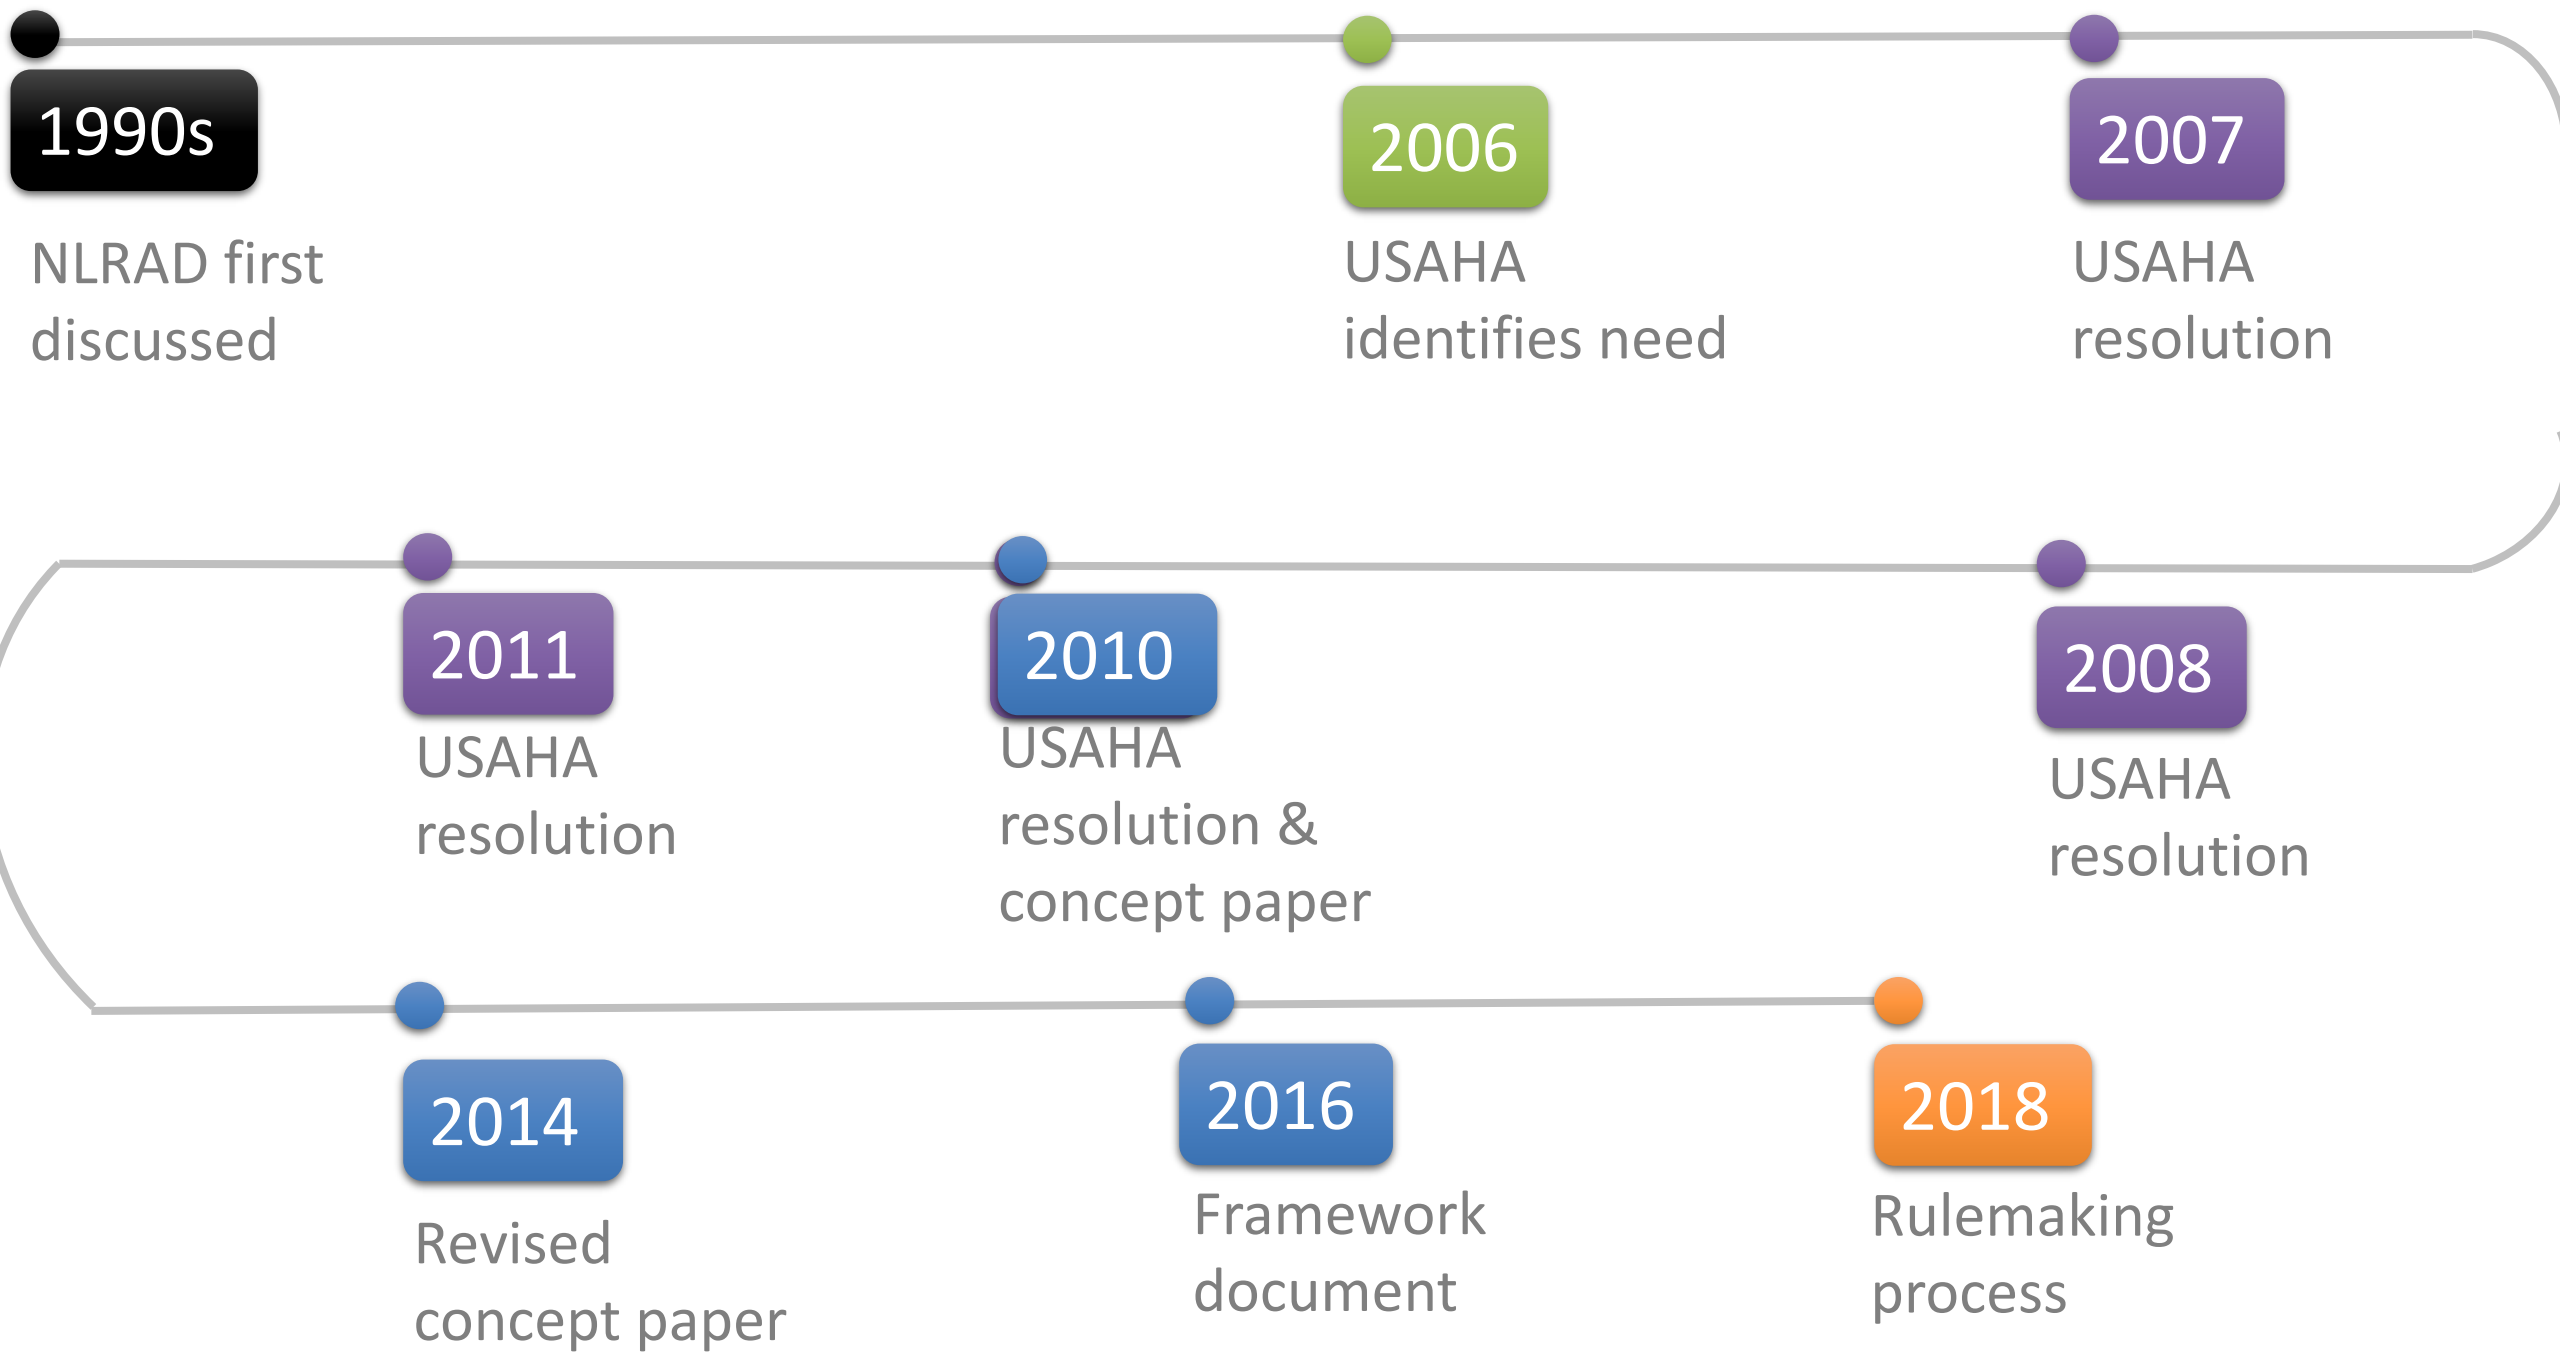 1990s
NLRAD first
discussed
2006
USAHA
identifies need
2007
USAHA
resolution
2008
USAHA
resolution
2010
USAHA
resolution &
concept paper
2011
USAHA
resolution
2014
Revised
concept paper
2016
Framework
document
2018
Rulemaking
process